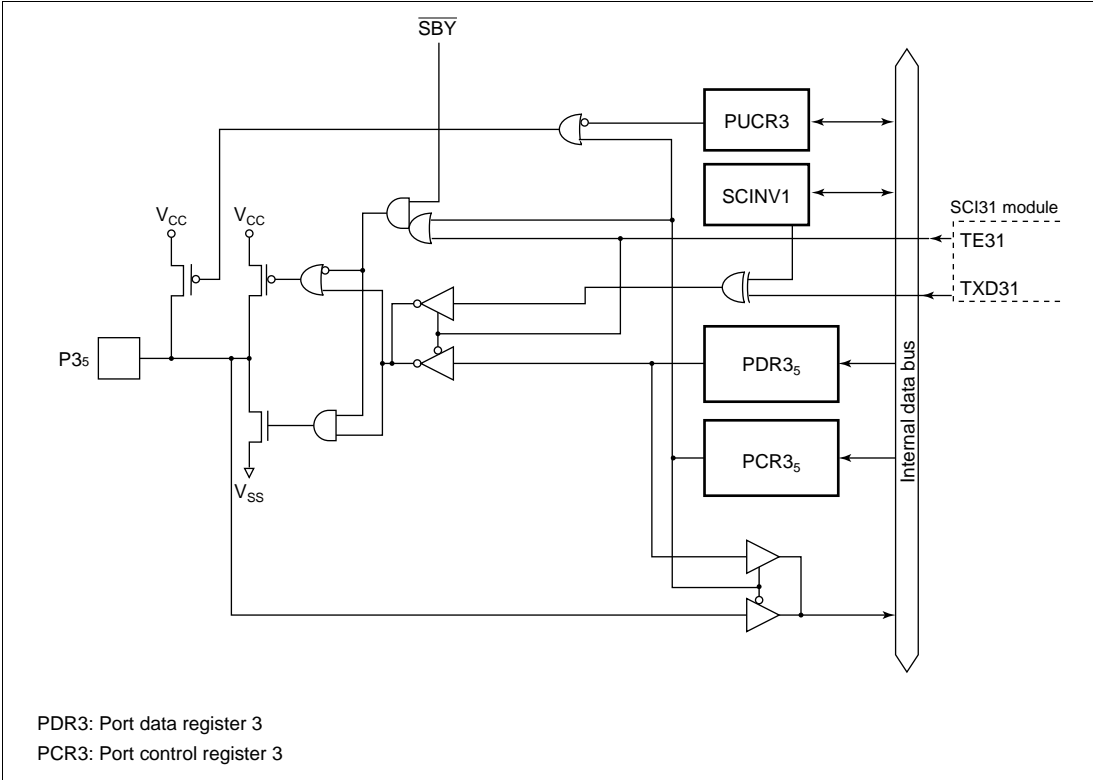 SBY
PUCR3
SCINV1
SCI31 module
TE31
TXD31
VCC
VCC
P35
PDR35
PCR35
VSS
Internal data bus
PDR3: Port data register 3
PCR3: Port control register 3